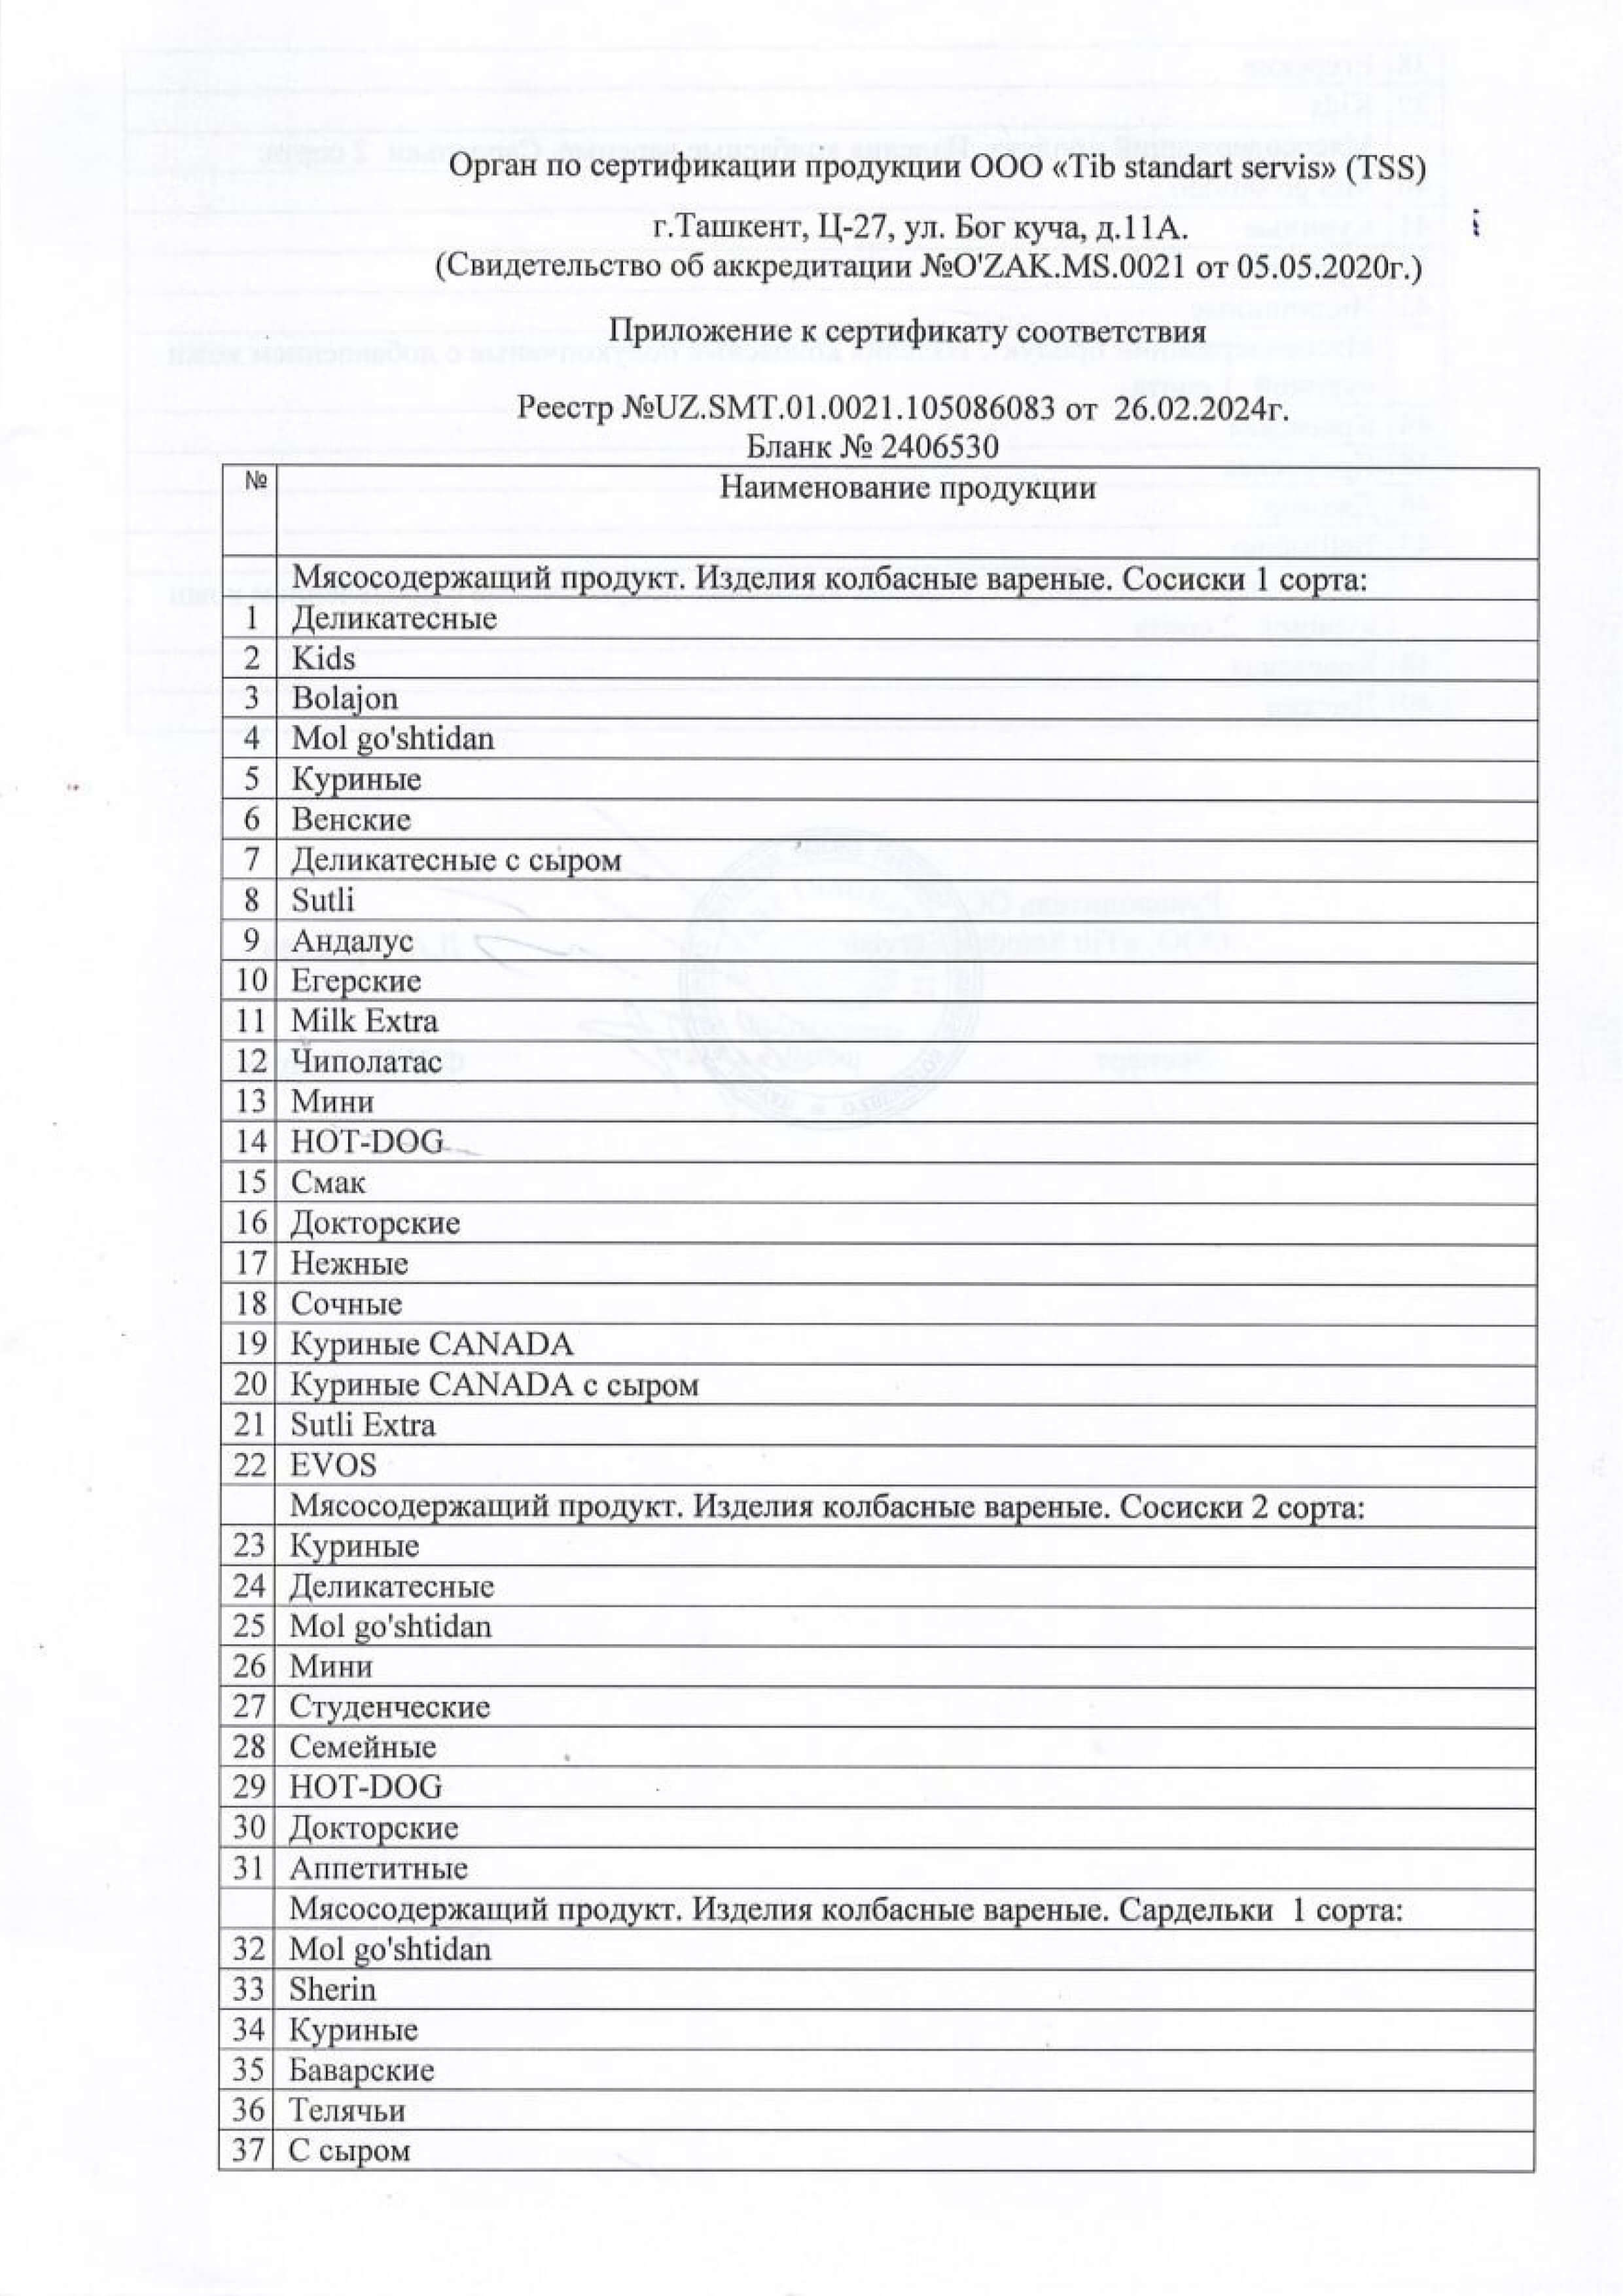 Орган по сертификации продукции ООО «Tib standart servis» (TSS)
г.Ташкент, Ц-27, ул. Бог куча, д.11А.
(Свидетельство об аккредитации №O'ZAK.MS.0021 от 05.05.2020г.)
Приложение к сертификату соответствия
Реестр №UZ.SMT.01.0021.105086083 от 26.02.2024г.
Бланк № 2406530
№ Наименование продукции
Мясосодержащий продукт. Изделия колбасные вареные. Сосиски 1 сорта:
1 Деликатесные
2 Kids
3 Bolajon
4 Mol go'shtidan
5 Куриные
6 Венские
7 Деликатесные с сыром
8 Sutli
9 Андалус
10 Егерские
11 Milk Extra
12 Чиполатас
13 Мини
14 HOT-DOG
15 Смак
16 Докторские
17 Нежные
18 Сочные
19 Куриные CANADA
20 Куриные CANADA с сыром
21 Sutli Extra
22 EVOS
Мясосодержащий продукт. Изделия колбасные вареные. Сосиски 2 сорта:
23 Куриные
24 Деликатесные
25 Mol go'shtidan
26 Мини
27 Студенческие
28 Семейные
29 HOT-DOG
30 Докторские
31 Аппетитные
Мясосодержащий продукт. Изделия колбасные вареные. Сардельки 1 сорта:
32 Mol go'shtidan
33 Sherin
34 Куриные
35 Баварские
36 Телячьи
37 С сыром